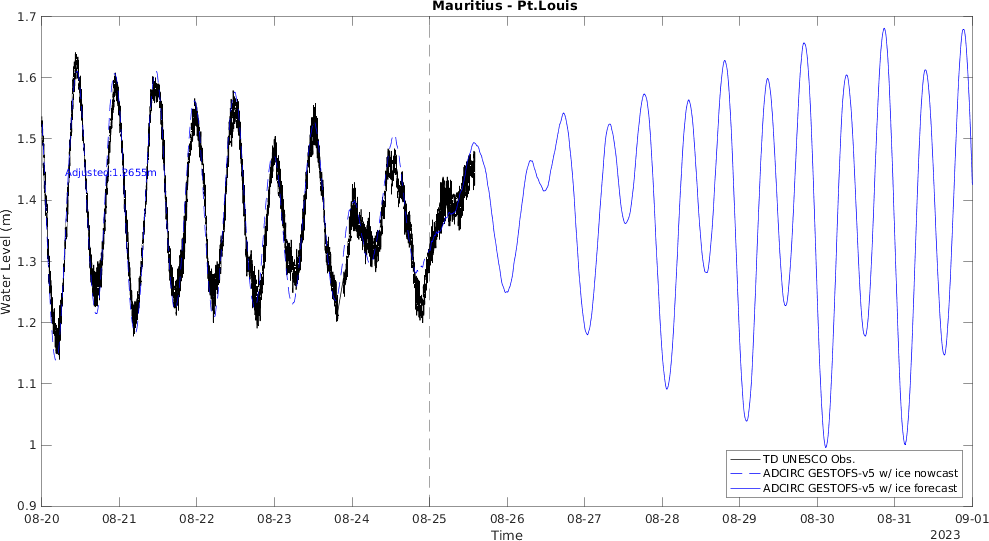 Mauritius - Pt.Louis
1.7
1.6
1.5
1.4
1.3
1.2
1.1
1
0.9
Water Level (m)
Adjusted:1.2655m
TD UNESCO Obs.
ADCIRC GESTOFS-v5 w/ ice nowcast
ADCIRC GESTOFS-v5 w/ ice forecast
08-20 08-21 08-22 08-23 08-24 08-25 08-26 08-27 08-28 08-29 08-30 08-31 09-01
Time
2023